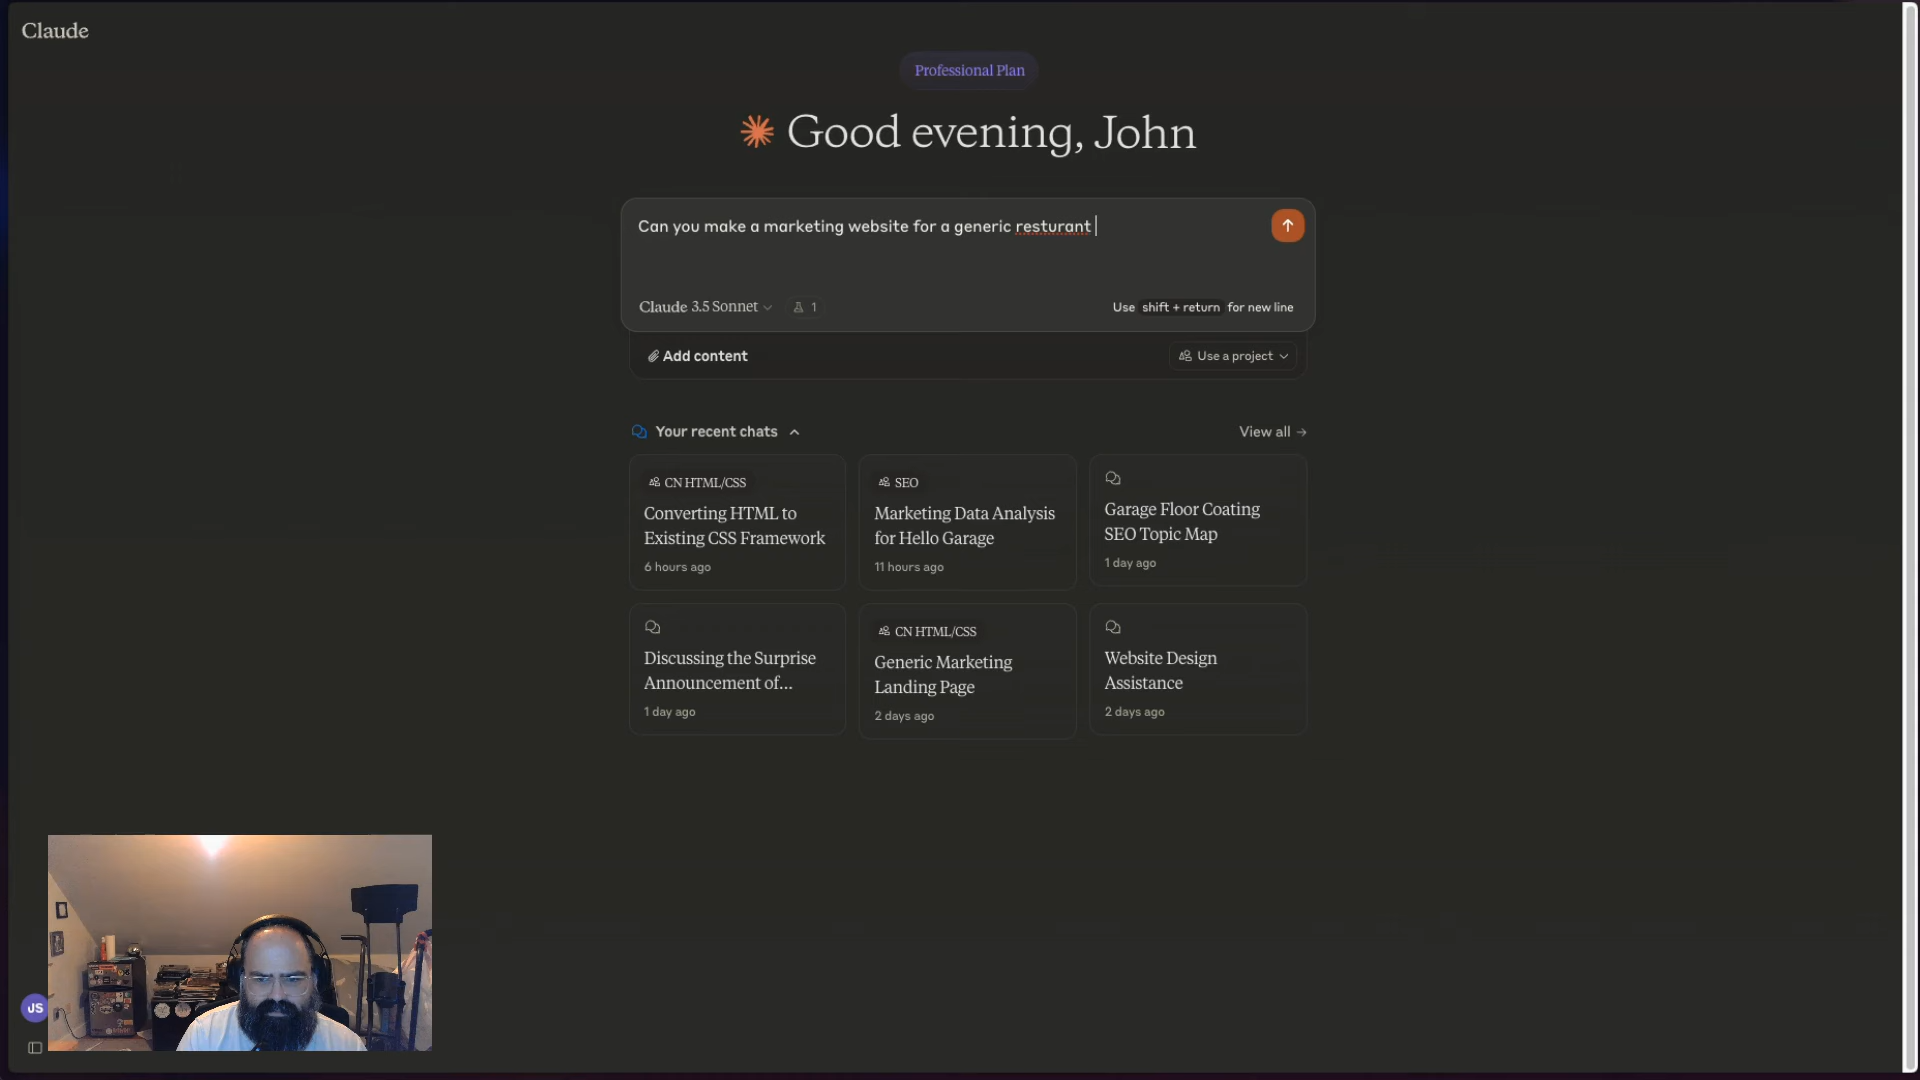 Claude
Professional Plan
Good evening, John
Can you make a marketing website for a generic resturant
Claude 3.5 Sonnet
1
Use shift + return for new line
Add content
Use a project
Your recent chats
View all →
CN HTML/CSS
Converting HTML to
Existing CSS Framework
6 hours ago
SEO
Marketing Data Analysis
for Hello Garage
11 hours ago
Garage Floor Coating
SEO Topic Map
1 day ago
Discussing the Surprise
Announcement of...
1 day ago
CN HTML/CSS
Generic Marketing
Landing Page
2 days ago
Website Design
Assistance
2 days ago
JS